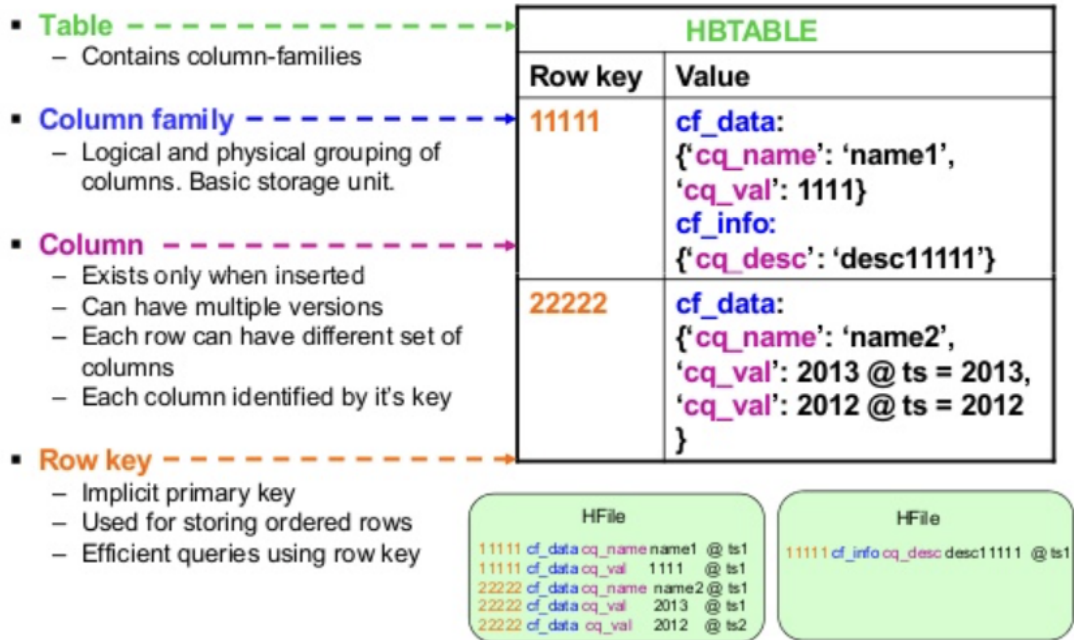 ▪ Table
– Contains column-families
▪ Column family
– Logical and physical grouping of
columns. Basic storage unit.
▪ Column
– Exists only when inserted
– Can have multiple versions
– Each row can have different set of
columns
– Each column identified by it's key
▪ Row key
– Implicit primary key
– Used for storing ordered rows
– Efficient queries using row key
HBTABLE
Row key Value
11111 cf_data:
{‘cq_name’: ‘name1’,
‘cq_val’: 1111}
cf_info:
{‘cq_desc’: ‘desc11111’}
22222 cf_data:
{‘cq_name’: ‘name2’,
‘cq_val’: 2013 @ ts = 2013,
‘cq_val’: 2012 @ ts = 2012
}
HFile
11111 cf_data cq_name name1 @ ts1
11111 cf_data cq_val 1111 @ ts1
22222 cf_data cq_name name2 @ ts1
22222 cf_data cq_val 2013 @ ts1
22222 cf_data cq_val 2012 @ ts2
HFile
11111 cf_info cq_desc desc11111 @ ts1